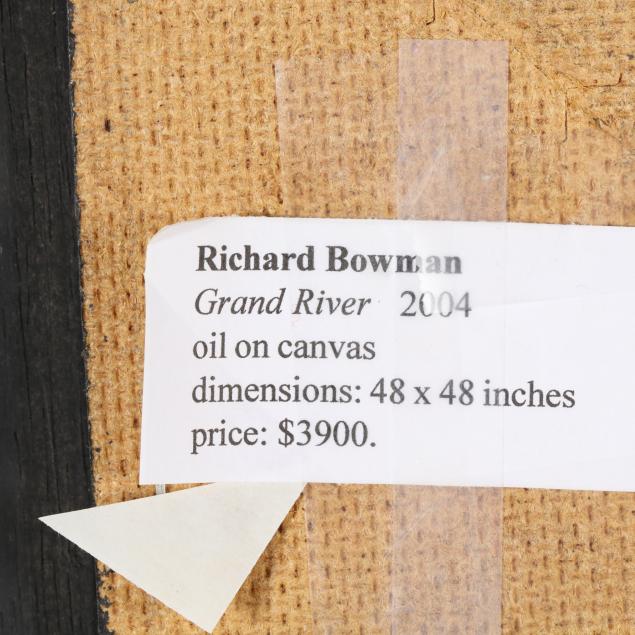 Richard Bowman
Grand River 2004
oil on canvas
dimensions: 48 x 48 inches
price: $3900.